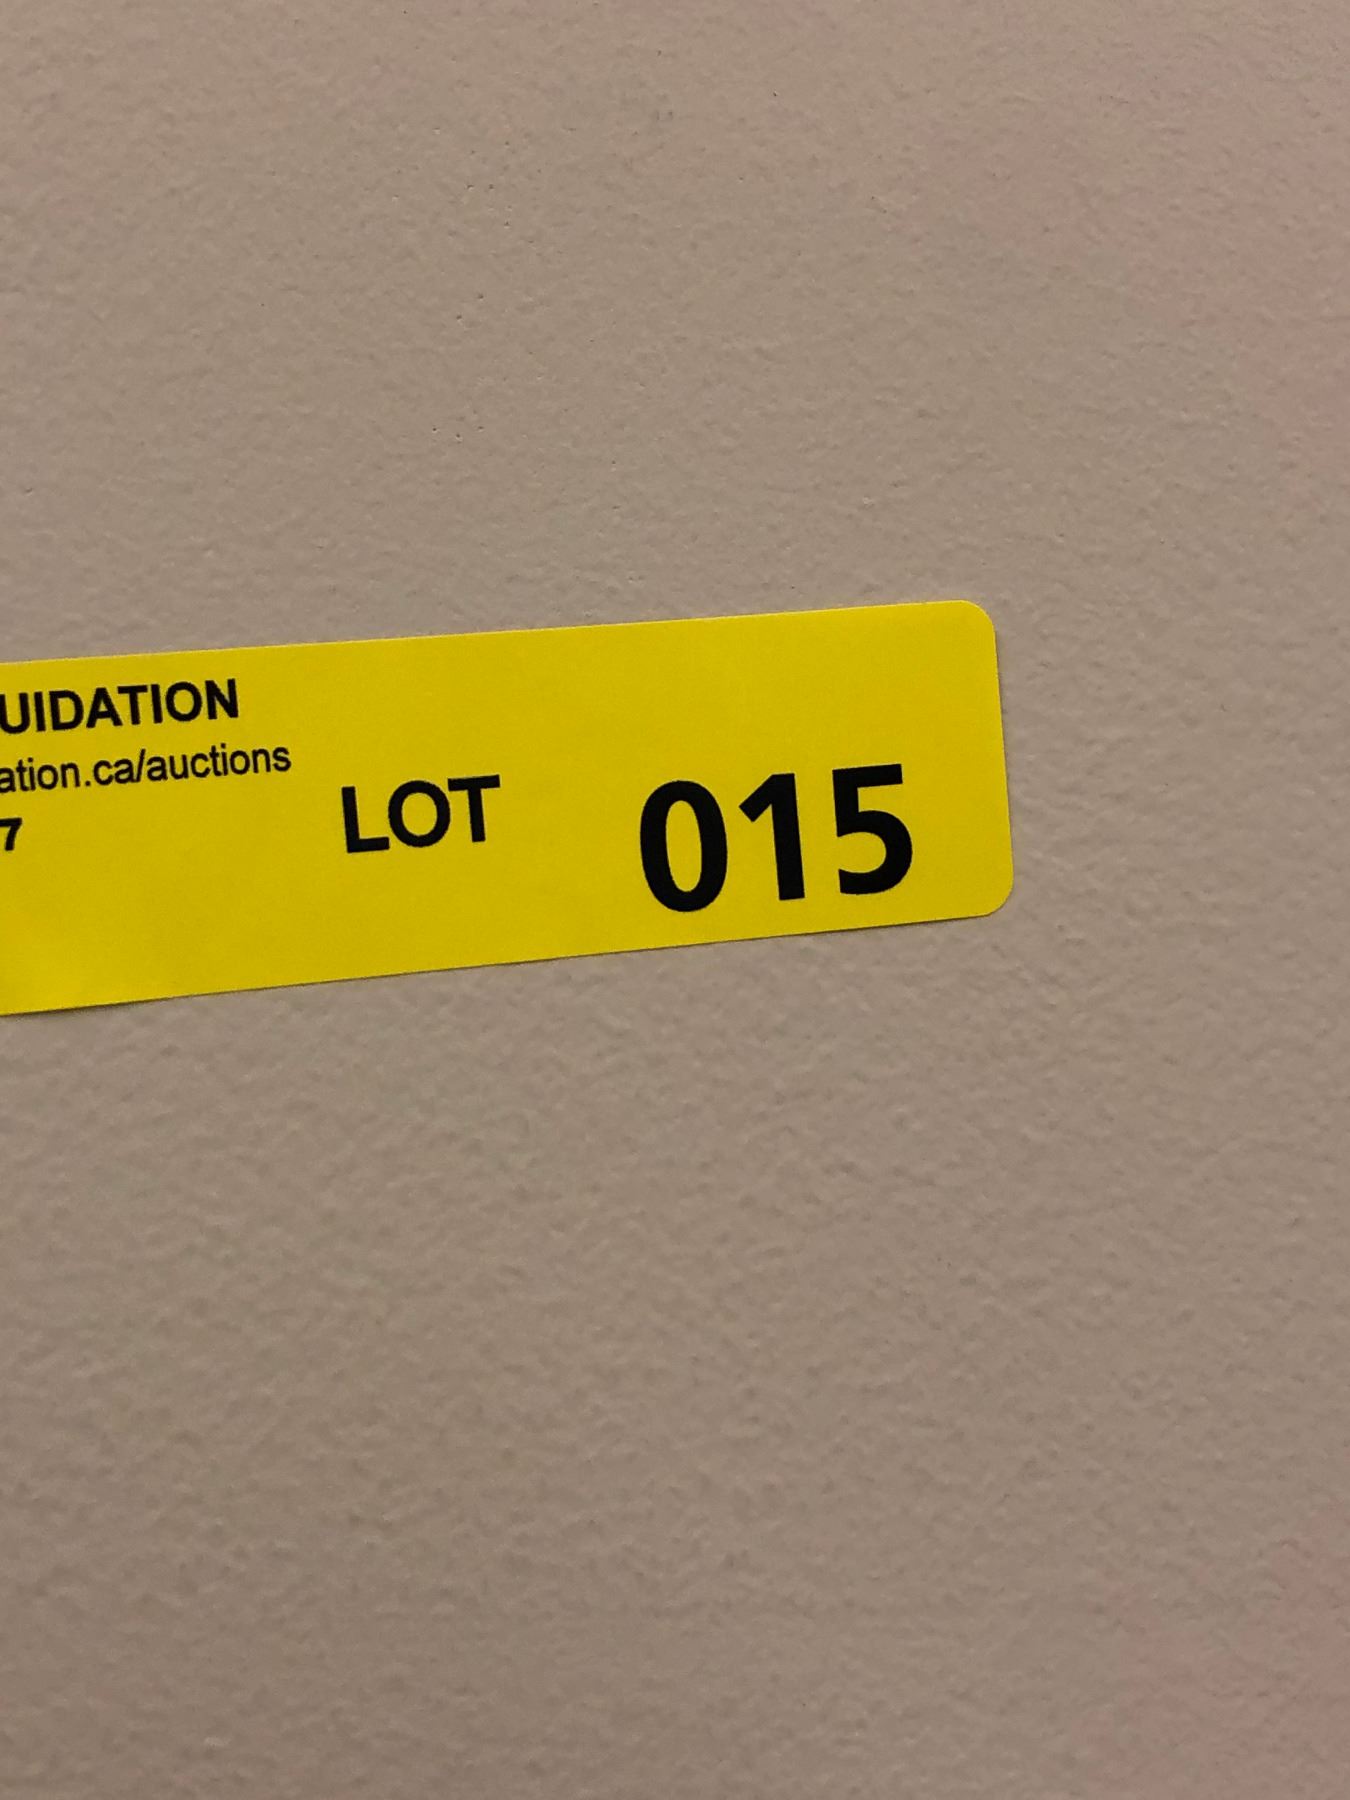 UIDATION
ation.ca/auctions
7
LOT 015